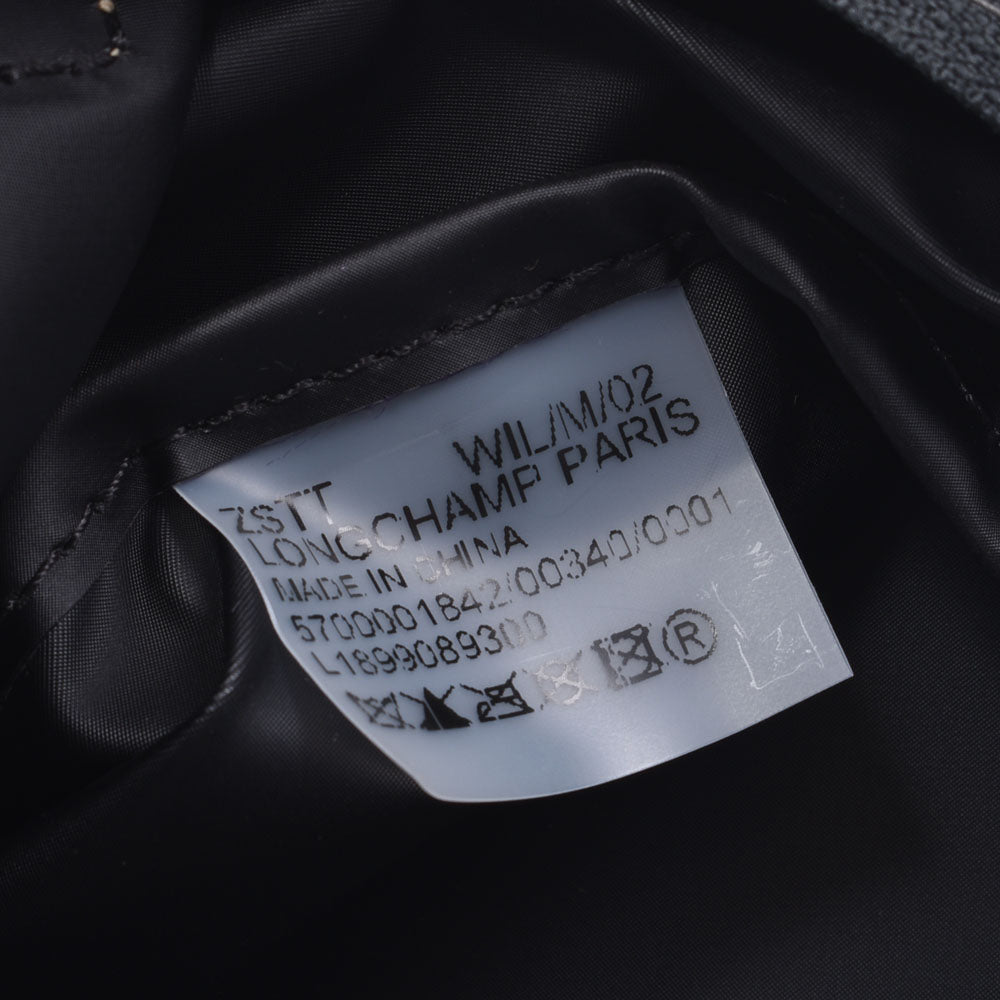 ZSTT WIL/M/02
LONGCHAMP PARIS
MADE IN CHINA
5700001842/00340/0001
L1899089300
®